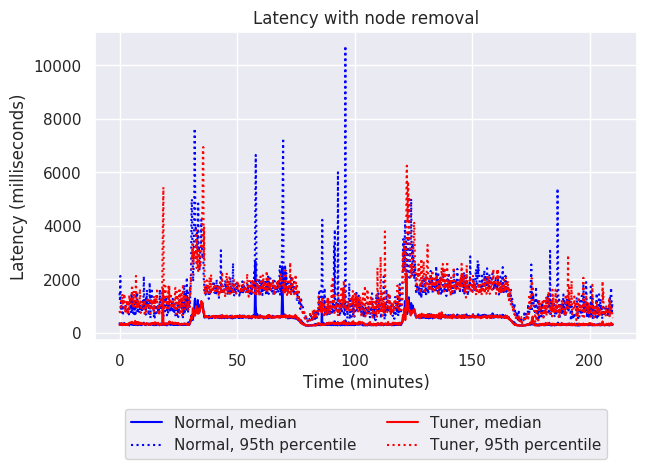 Latency with node removal
Latency (milliseconds)
10000
8000
6000
4000
2000
0
0 50 100 150 200
Time (minutes)
Normal, median Tuner, median
Normal, 95th percentile Tuner, 95th percentile